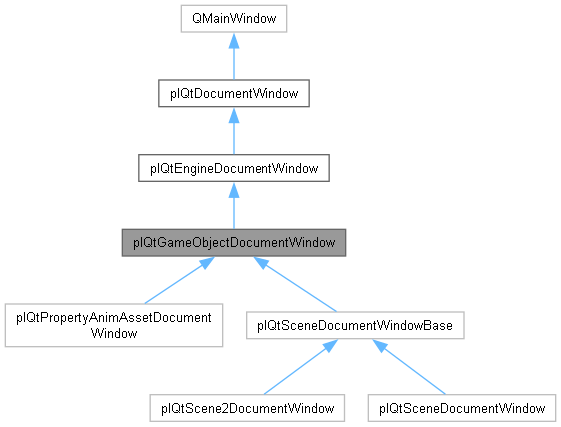 QMainWindow
plQtDocumentWindow
plQtEngineDocumentWindow
plQtGameObjectDocumentWindow
plQtPropertyAnimAssetDocument
Window
plQtSceneDocumentWindowBase
plQtScene2DocumentWindow
plQtSceneDocumentWindow